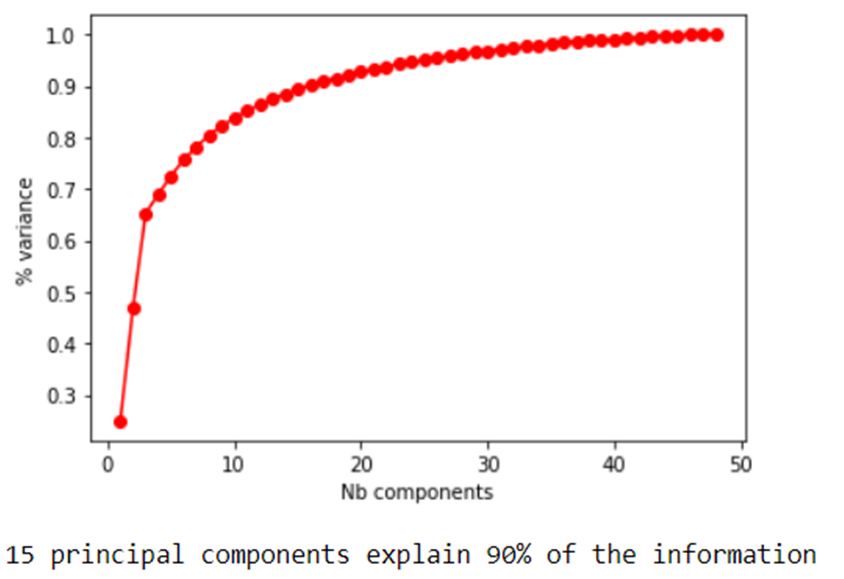 1.0
0.9
0.8
0.7
0.6
0.5
0.4
0.3
% variance
0 10 20 30 40 50
Nb components
15 principal components explain 90% of the information